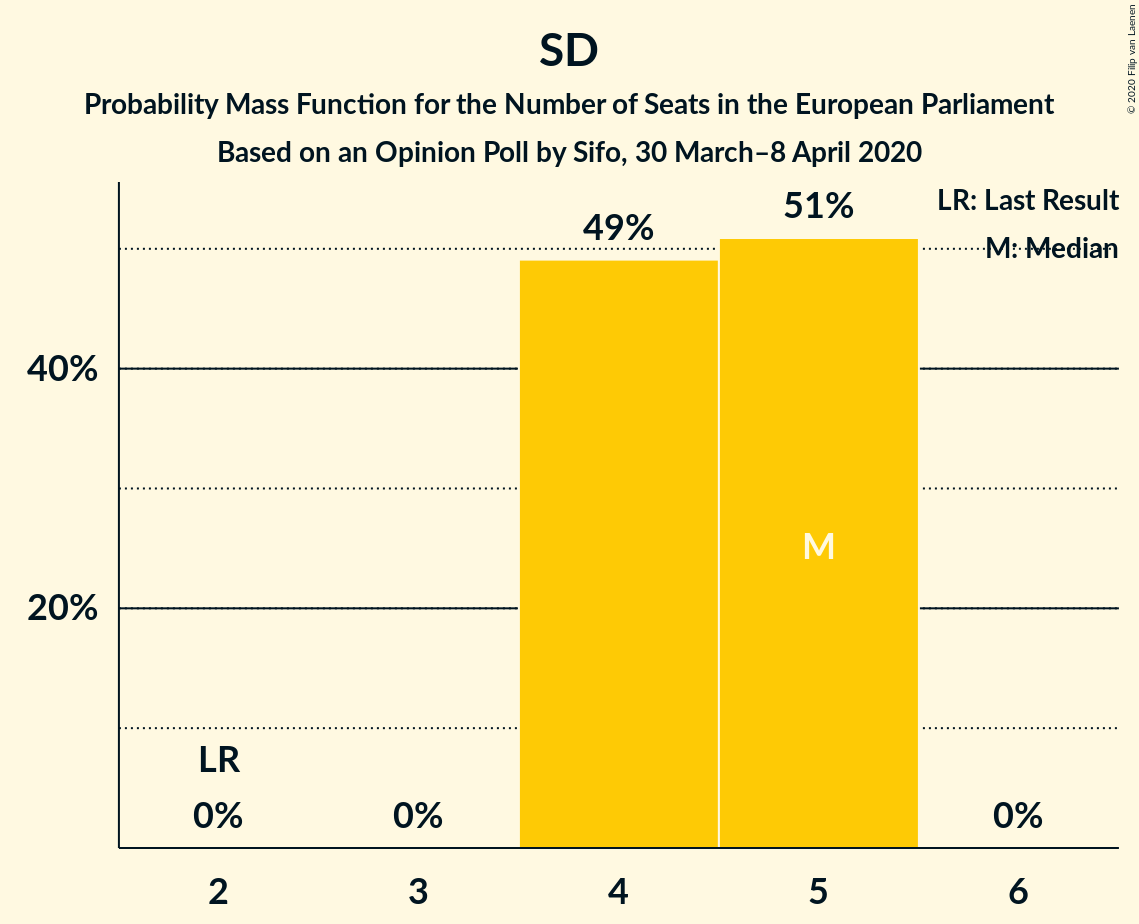 SD
Probability Mass Function for the Number of Seats in the European Parliament
Based on an Opinion Poll by Sifo, 30 March–8 April 2020
© 2020 Filip van Laenen
LR: Last Result
M: Median
49%
51%
40%
20%
M
LR
0%
0%
0%
2
3
4
5
6